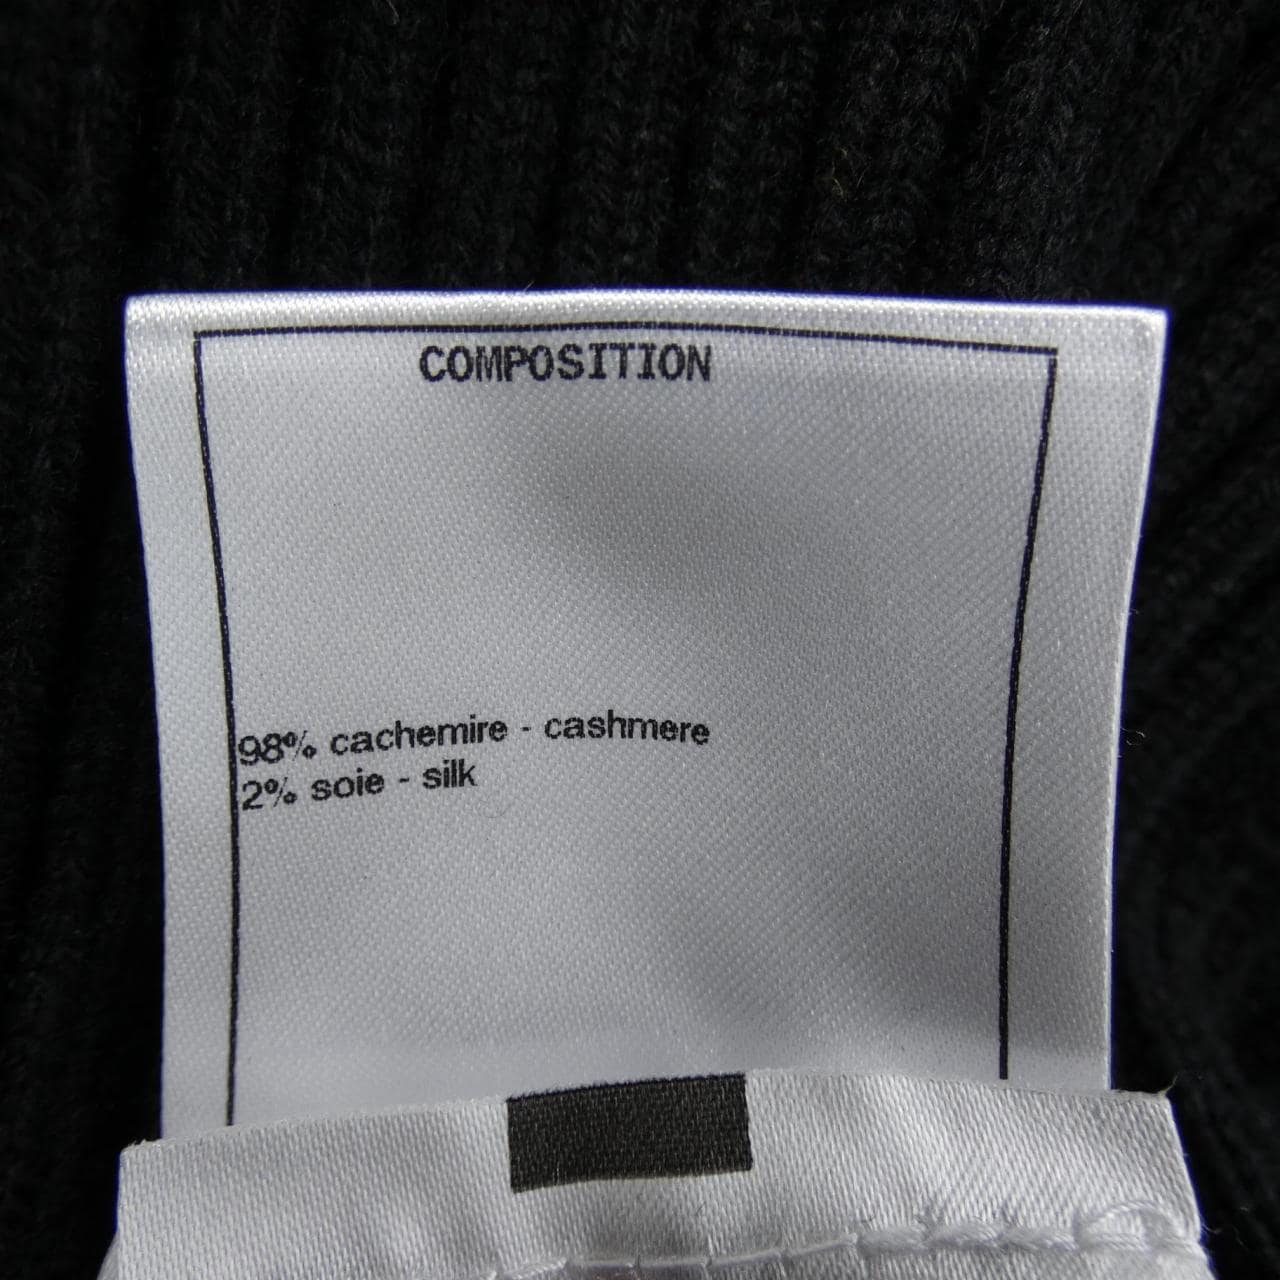 COMPOSITION
98% cachemire - cashmere
2% soie - silk